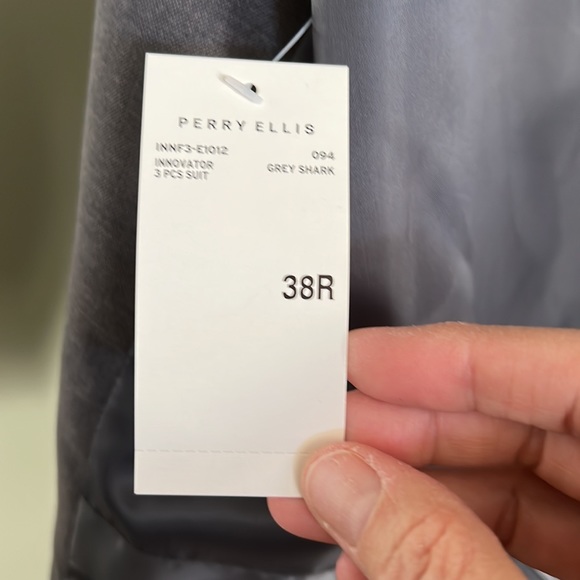 PERRY ELLIS
INNF3-E1012 094
INNOVATOR GREY SHARK
3 PCS SUIT
38R